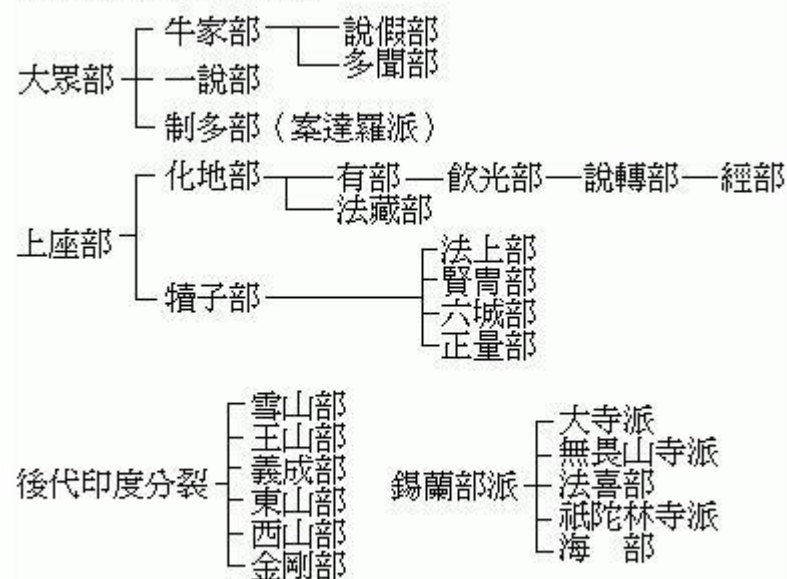 牛家部 說假部
多聞部
大眾部 一說部
制多部（案達羅派）
化地部 有部 飲光部 說轉部 經部
法藏部
上座部
法上部
賢胄部
犢子部
六城部
正量部
雪山部
王山部
義成部
後代印度分裂
東山部
西山部
金剛部
大寺派
無畏山寺派
錫蘭部派 法喜部
祇陀林寺派
海　部